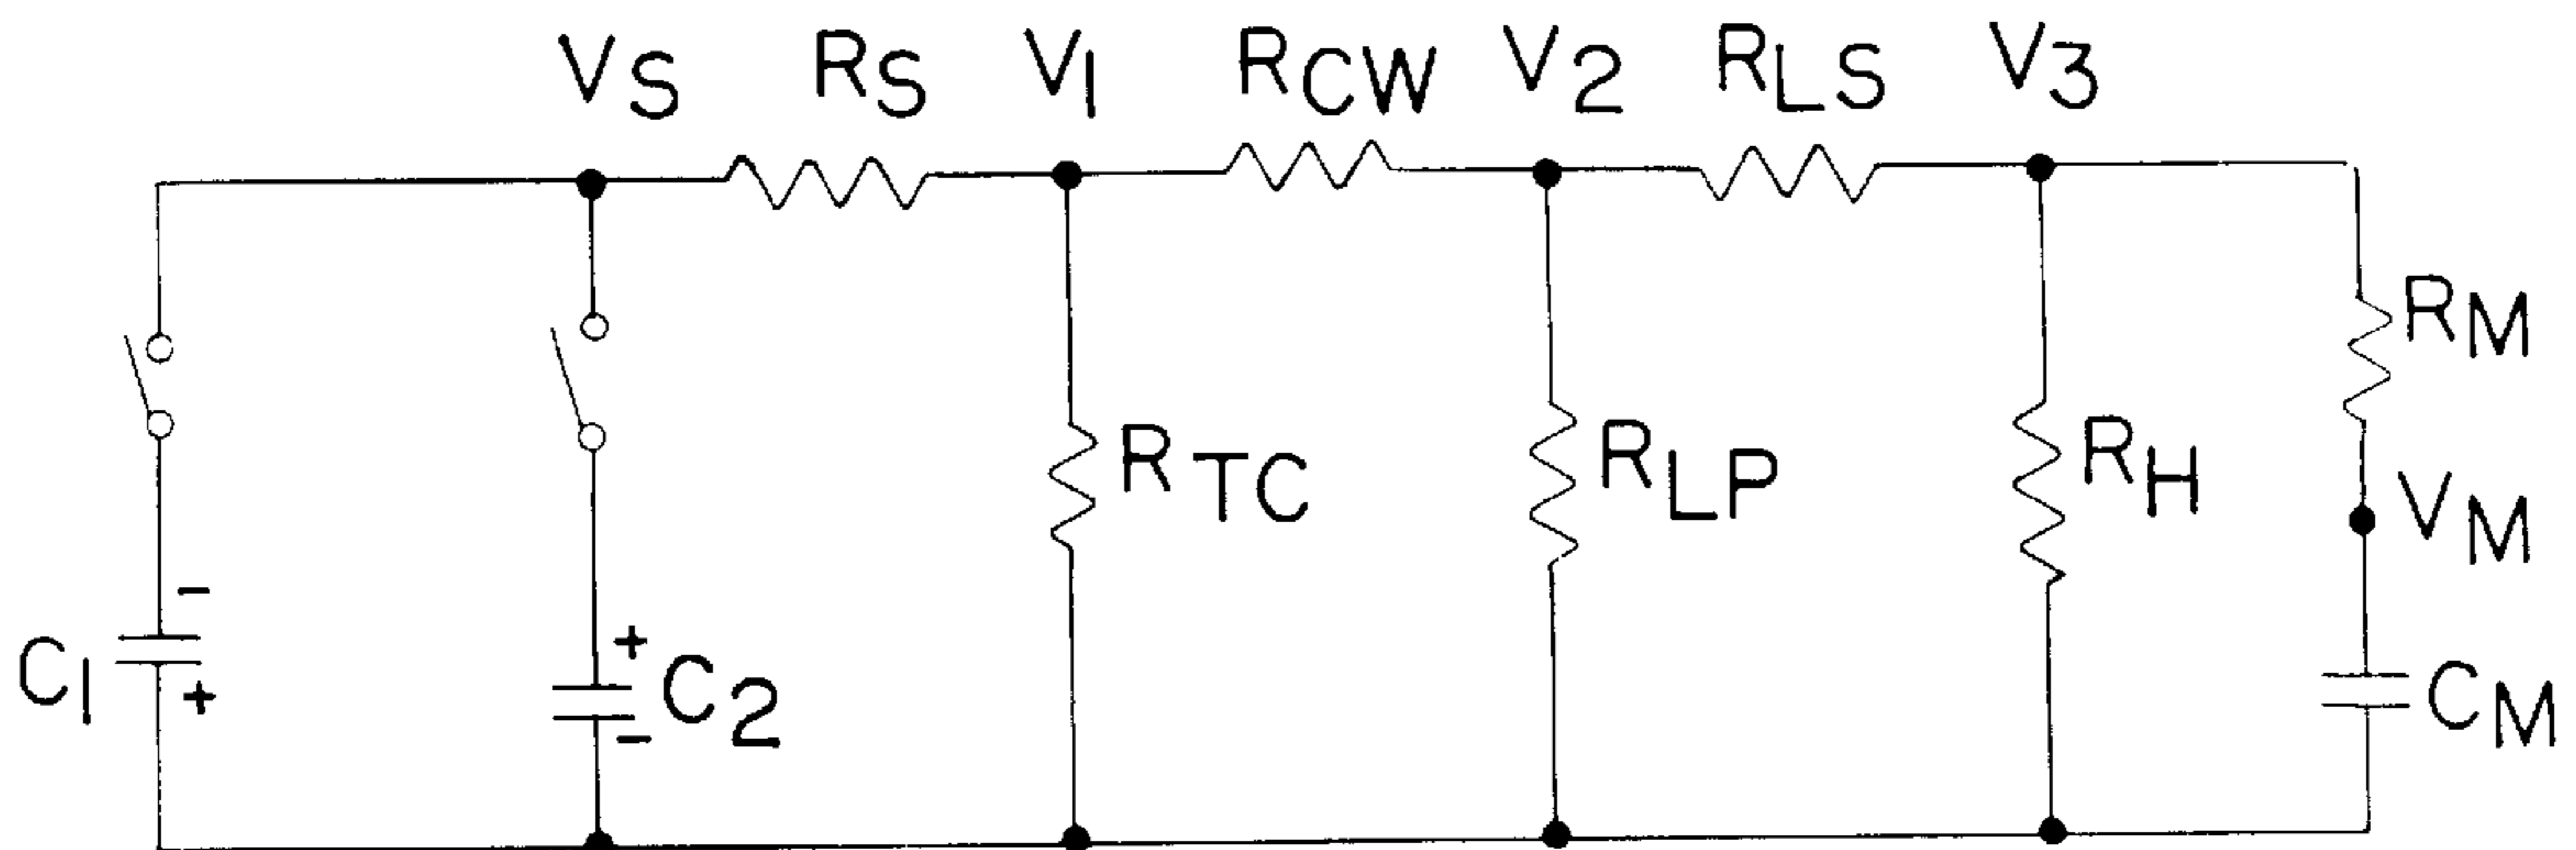 VS RS V1 RCW V2 RLS V3
RM
RTC RLP RH
VM
- +
C1 + C2 - CM